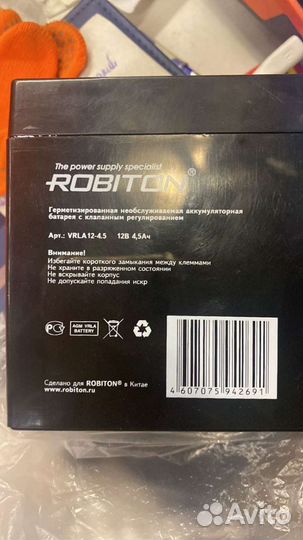 The power supply specialist
ROBITON®
Герметизированная необслуживаемая аккумуляторная
батарея с клапанным регулированием
Арт.: VRLA12-4.5 12В 4,5Ач
Внимание!
Избегайте короткого замыкания между клеммами
Не хранить в разряженном состоянии
Не вскрывайте корпус
Не допускайте попадания искр
AGM VRLA
BATTERY
Сделано для ROBITON® в Китае
www.robiton.ru
4 607075 942691
Avito